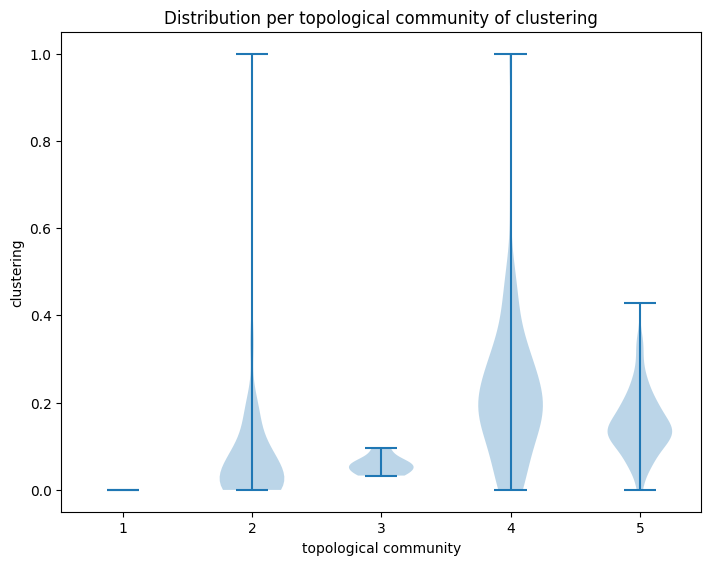 Distribution per topological community of clustering
clustering
1.0
0.8
0.6
0.4
0.2
0.0
1 2 3 4 5
topological community